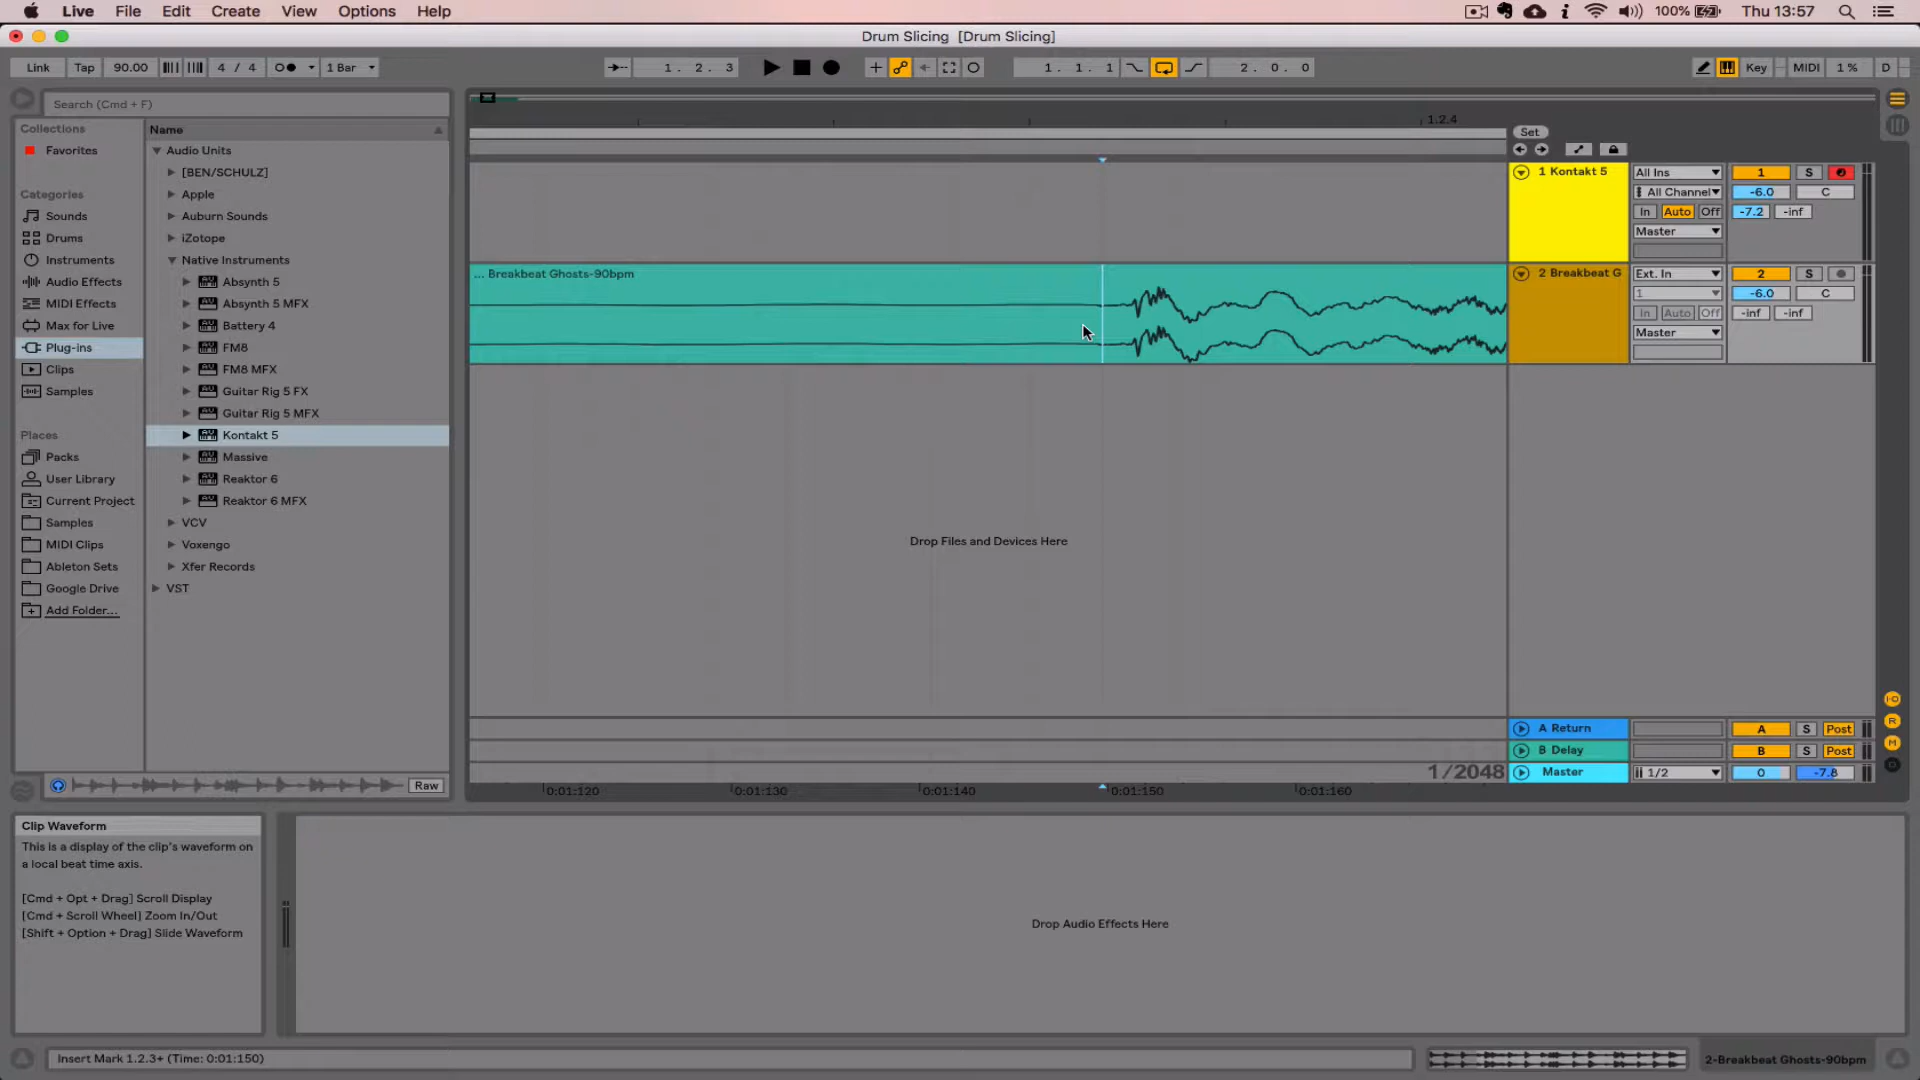 Live File Edit Create View Options Help
100% Thu 13:57
Drum Slicing [Drum Slicing]
Link Tap 90.00 4 / 4 1 Bar 1. 2. 3 1. 1. 1 2. 0. 0 Key MIDI 1 % D
Search (Cmd + F)
Collections
Favorites
Categories
Sounds
Drums
Instruments
Audio Effects
MIDI Effects
Max for Live
Plug-ins
Clips
Samples
Places
Packs
User Library
Current Project
Samples
MIDI Clips
Ableton Sets
Google Drive
Add Folder...
Name
Audio Units
[BEN/SCHULZ]
Apple
Auburn Sounds
iZotope
Native Instruments
Absynth 5
Absynth 5 MFX
Battery 4
FM8
FM8 MFX
Guitar Rig 5 FX
Guitar Rig 5 MFX
Kontakt 5
Massive
Reaktor 6
Reaktor 6 MFX
VCV
Voxengo
Xfer Records
VST
Raw
1.2.4
Set
... Breakbeat Ghosts-90bpm
Drop Files and Devices Here
1/2048
0:01:120 0:01:130 0:01:140 0:01:150 0:01:160
1 Kontakt 5 All Ins 1 S
All Channel -6.0 C
In Auto Off -7.2 -inf
Master
2 Breakbeat G Ext. In 2 S
1 -6.0 C
In Auto Off -inf -inf
Master
A Return A S Post
B Delay B S Post
Master 1/2 0 -7.8
Clip Waveform
This is a display of the clip's waveform on
a local beat time axis.
[Cmd + Opt + Drag] Scroll Display
[Cmd + Scroll Wheel] Zoom In/Out
[Shift + Option + Drag] Slide Waveform
Drop Audio Effects Here
Insert Mark 1.2.3+ (Time: 0:01:150)
2-Breakbeat Ghosts-90bpm